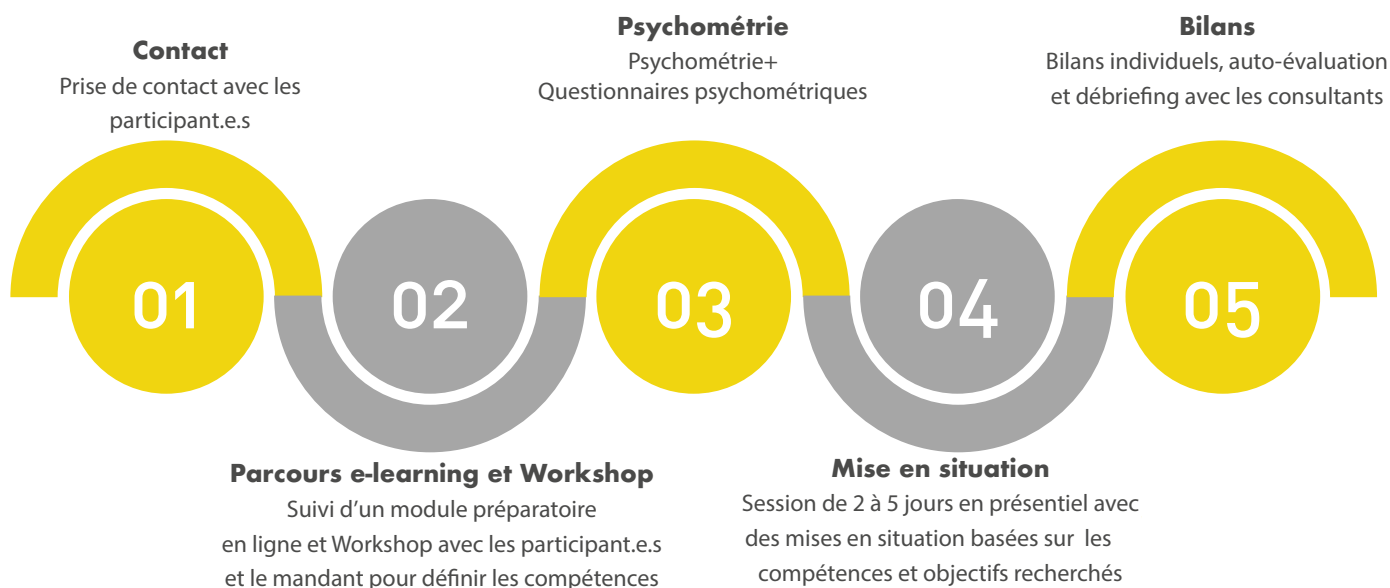 Contact
Prise de contact avec les
participant.e.s
01
Parcours e-learning et Workshop
Suivi d’un module préparatoire
en ligne et Workshop avec les participant.e.s
et le mandant pour définir les compétences
02
Psychométrie
Psychométrie+
Questionnaires psychométriques
03
Mise en situation
Session de 2 à 5 jours en présentiel avec
des mises en situation basées sur les
compétences et objectifs recherchés
04
Bilans
Bilans individuels, auto-évaluation
et débriefing avec les consultants
05